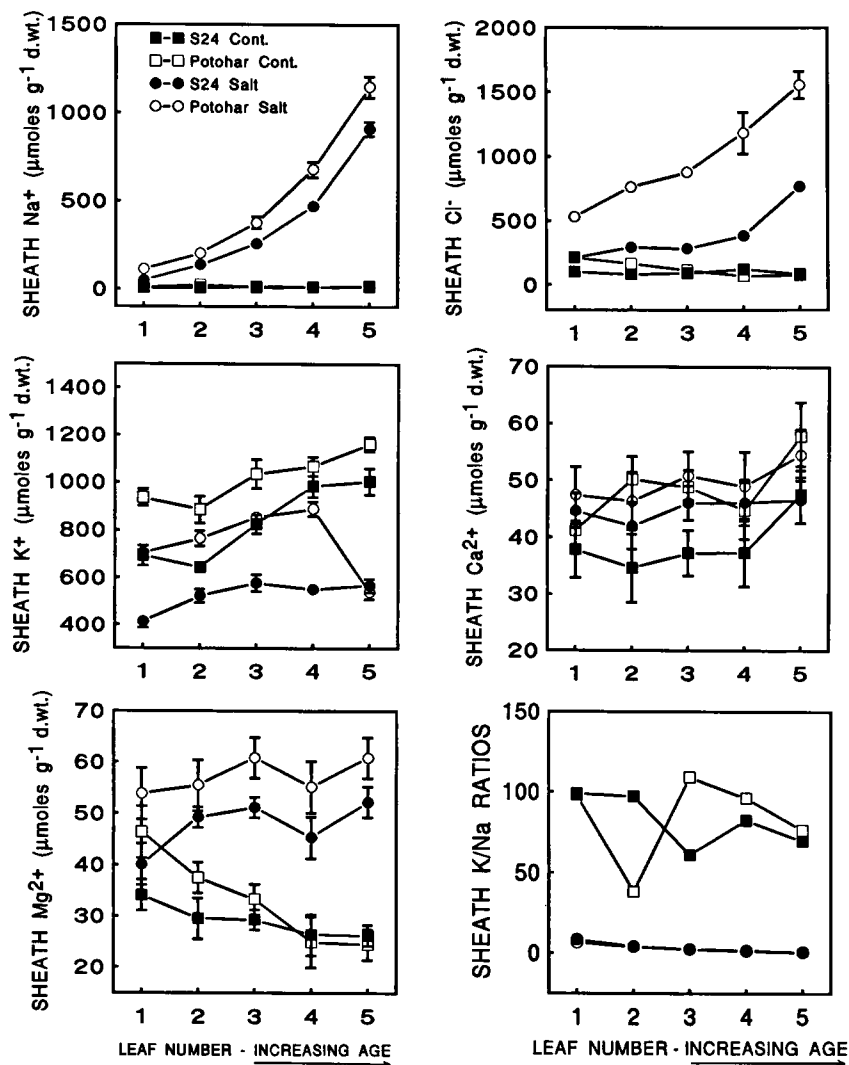 1500
1000
500
0
SHEATH Na+ (µmoles g-1 d.wt.)
S24 Cont.
Potohar Cont.
S24 Salt
Potohar Salt
1 2 3 4 5
2000
1500
1000
500
0
SHEATH Cl- (µmoles g-1 d.wt.)
1 2 3 4 5
1400
1200
1000
800
600
400
SHEATH K+ (µmoles g-1 d.wt.)
1 2 3 4 5
70
60
50
40
30
20
SHEATH Ca2+ (µmoles g-1 d.wt.)
1 2 3 4 5
70
60
50
40
30
20
SHEATH Mg2+ (µmoles g-1 d.wt.)
1 2 3 4 5
LEAF NUMBER - INCREASING AGE
150
100
50
0
SHEATH K/Na RATIOS
1 2 3 4 5
LEAF NUMBER - INCREASING AGE